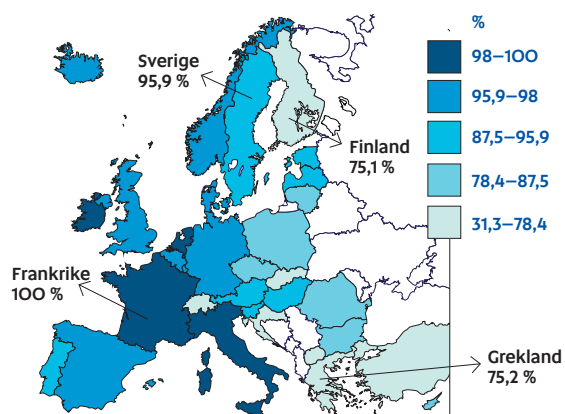 %
98–100
95,9–98
87,5–95,9
78,4–87,5
31,3–78,4
Sverige
95,9 %
Finland
75,1 %
Frankrike
100 %
Grekland
75,2 %